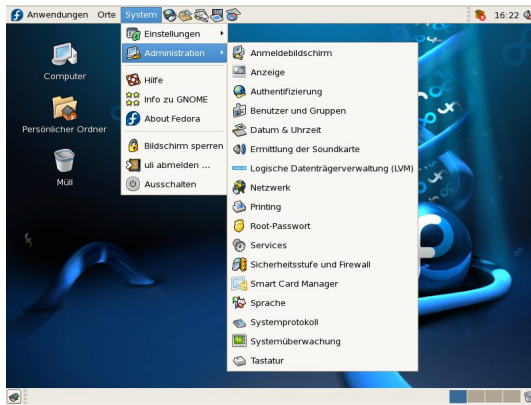 Anwendungen Orte System 16:22
Computer
Persönlicher Ordner
Müll
Einstellungen
Administration
Hilfe
Info zu GNOME
About Fedora
Bildschirm sperren
uli abmelden ...
Ausschalten
Anmeldebildschirm
Anzeige
Authentifizierung
Benutzer und Gruppen
Datum & Uhrzeit
Ermittlung der Soundkarte
Logische Datenträgerverwaltung (LVM)
Netzwerk
Printing
Root-Passwort
Services
Sicherheitsstufe und Firewall
Smart Card Manager
Sprache
Systemprotokoll
Systemüberwachung
Tastatur